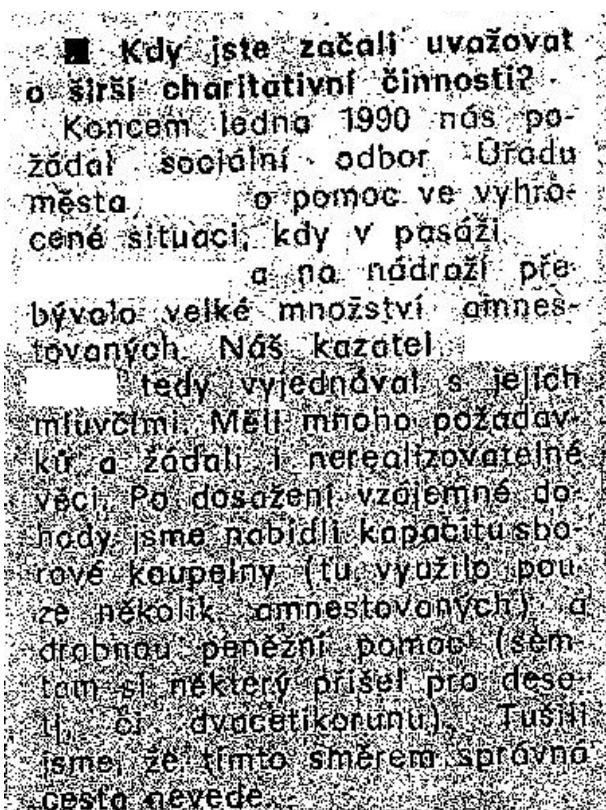 ■ Kdy jste začali uvažovat
o širší charitativní činnosti?
Koncem ledna 1990 nás po-
žádal sociální odbor Úřadu
města o pomoc ve vyhro-
cené situaci, kdy v pasáži
a na nádraží pře-
bývalo velké množství amnes-
tovaných. Náš kazatel
tedy vyjednával s jejich
mluvčími. Měli mnoho požadav-
ků a žádali i nerealizovatelné
věci. Po dosažení vzájemné do-
hody jsme nabídli kapacitu sbo-
rové koupelny (tu využilo pou-
ze několik amnestovaných) a
drobnou peněžní pomoc (sem-
tam si některý přišel pro dese-
ti, či dvacetikorunu). Tušili
jsme, že tímto směrem správná
cesta nevede.